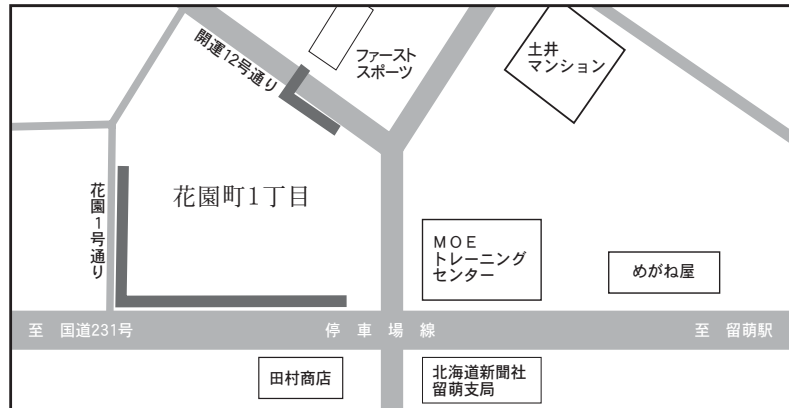 開運12号通り
ファースト
スポーツ
土井
マンション
花園1号通り
花園町1丁目
MOE
トレーニング
センター
めがね屋
至 国道231号
停車場線
至 留萌駅
田村商店
北海道新聞社
留萌支局